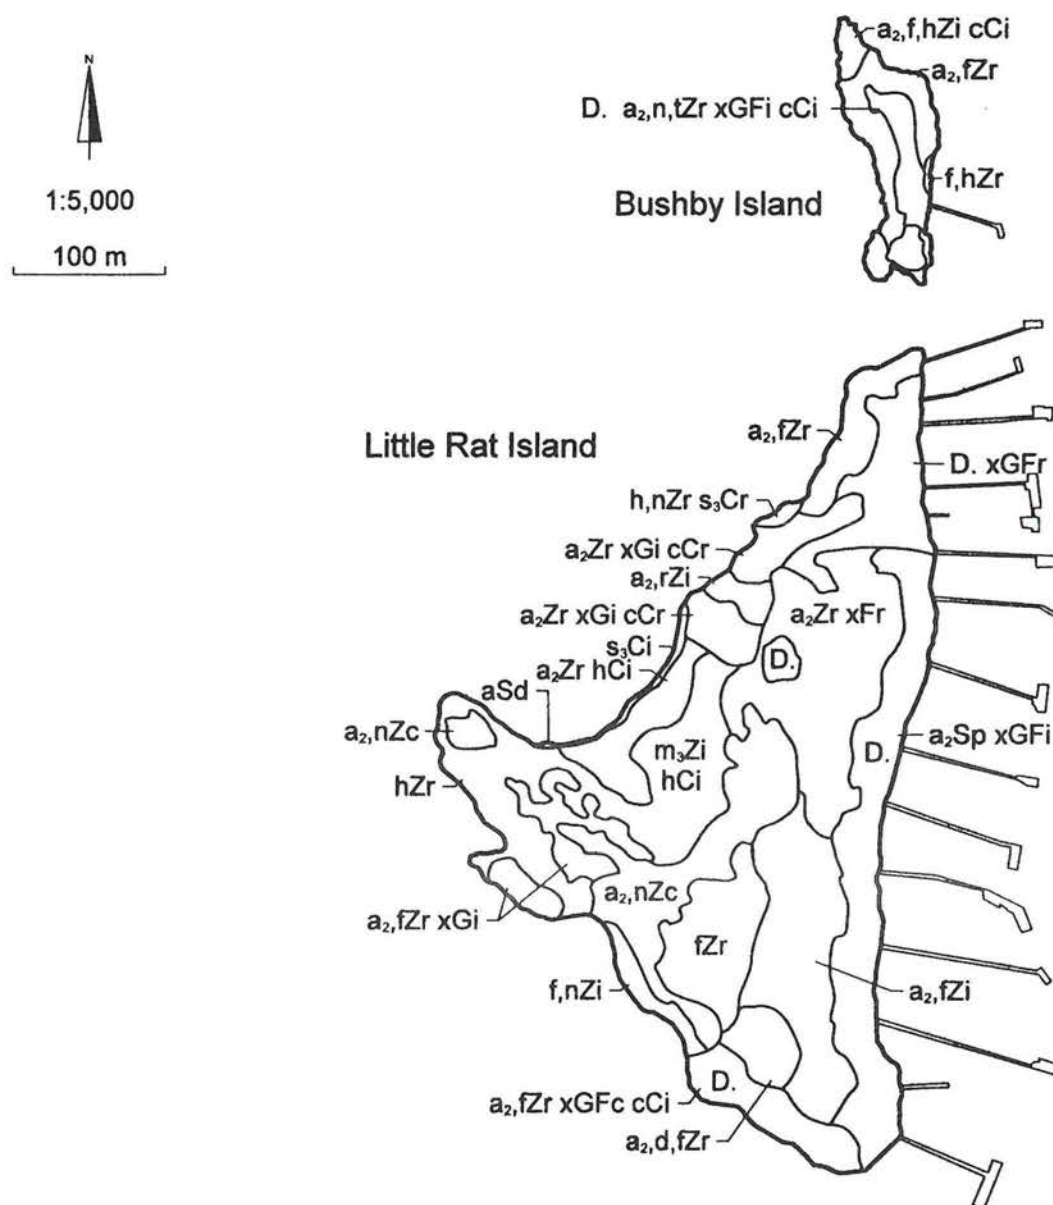 N
1:5,000
100 m
a₂,f,hZi cCi
a₂,fZr
D. a₂,n,tZr xGFi cCi
f,hZr
Bushby Island
Little Rat Island
a₂,fZr
D. xGFr
h,nZr s₃Cr
a₂Zr xGi cCr
a₂,rZi
a₂Zr xGi cCr
a₂Zr xFr
s₃Ci
D.
a₂Zr hCi
aSd
a₂,nZc
m₃Zi
hCi
D.
a₂Sp xGFi
hZr
a₂,nZc
a₂,fZr xGi
fZr
f,nZi
a₂,fZi
D.
a₂,fZr xGFc cCi
a₂,d,fZr